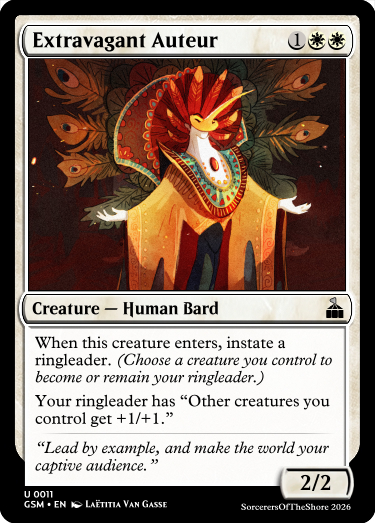 Extravagant Auteur 1
Creature — Human Bard
When this creature enters, instate a
ringleader. (Choose a creature you control to
become or remain your ringleader.)
Your ringleader has “Other creatures you
control get +1/+1.”
“Lead by example, and make the world your
captive audience.”
2/2
U 0011
GSM • EN Laëtitia Van Gasse
SorcerersOfTheShore 2026